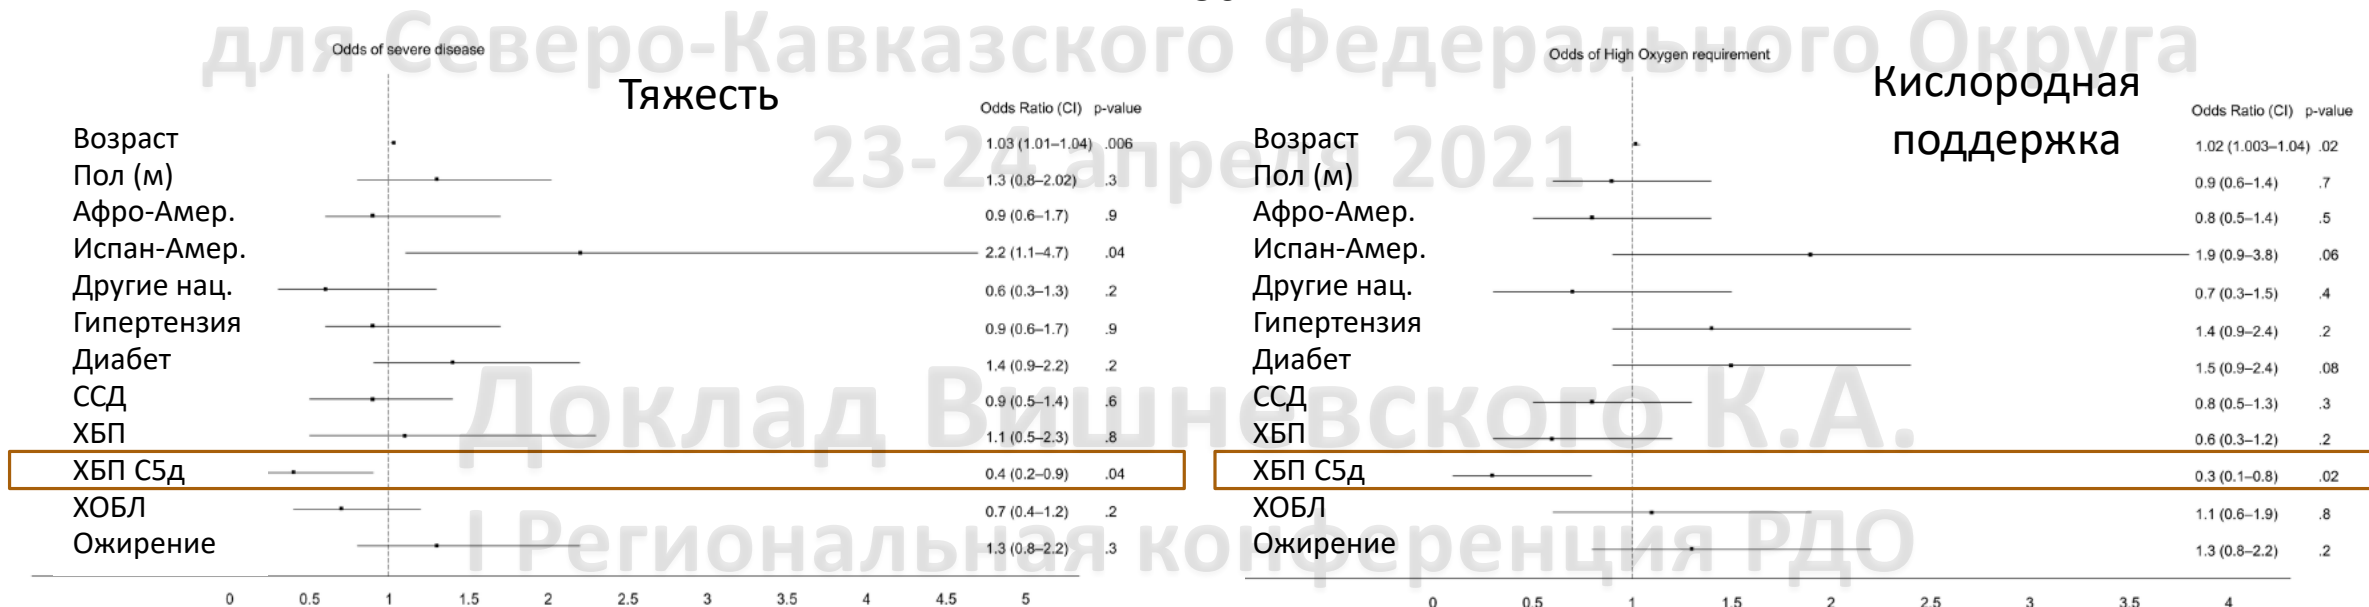 для Северо-Кавказского Федерального Округа
23-24 апреля 2021
Доклад Вишневского К.А.
I Региональная конференция РДО
Odds of severe disease
Тяжесть
Odds Ratio (CI) p-value
Возраст 1.03 (1.01–1.04) .006
Пол (м) 1.3 (0.8–2.02) .3
Афро-Амер. 0.9 (0.6–1.7) .9
Испан-Амер. 2.2 (1.1–4.7) .04
Другие нац. 0.6 (0.3–1.3) .2
Гипертензия 0.9 (0.6–1.7) .9
Диабет 1.4 (0.9–2.2) .2
ССД 0.9 (0.5–1.4) .6
ХБП 1.1 (0.5–2.3) .8
ХБП С5д 0.4 (0.2–0.9) .04
ХОБЛ 0.7 (0.4–1.2) .2
Ожирение 1.3 (0.8–2.2) .3
0 0.5 1 1.5 2 2.5 3 3.5 4 4.5 5
Odds of High Oxygen requirement
Кислородная
поддержка
Odds Ratio (CI) p-value
Возраст 1.02 (1.003–1.04) .02
Пол (м) 0.9 (0.6–1.4) .7
Афро-Амер. 0.8 (0.5–1.4) .5
Испан-Амер. 1.9 (0.9–3.8) .06
Другие нац. 0.7 (0.3–1.5) .4
Гипертензия 1.4 (0.9–2.4) .2
Диабет 1.5 (0.9–2.4) .08
ССД 0.8 (0.5–1.3) .3
ХБП 0.6 (0.3–1.2) .2
ХБП С5д 0.3 (0.1–0.8) .02
ХОБЛ 1.1 (0.6–1.9) .8
Ожирение 1.3 (0.8–2.2) .2
0 0.5 1 1.5 2 2.5 3 3.5 4